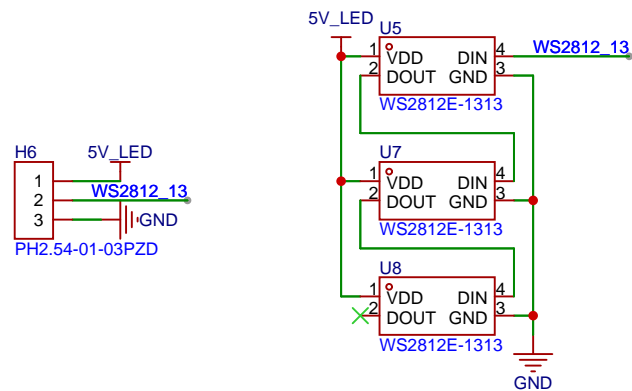 5V_LED
U5
1 VDD DIN 4 WS2812_13
2 DOUT GND 3
WS2812E-1313
H6
5V_LED
1
2 WS2812_13
3 GND
PH2.54-01-03PZD
U7
1 VDD DIN 4
2 DOUT GND 3
WS2812E-1313
U8
1 VDD DIN 4
2 DOUT GND 3
WS2812E-1313
GND